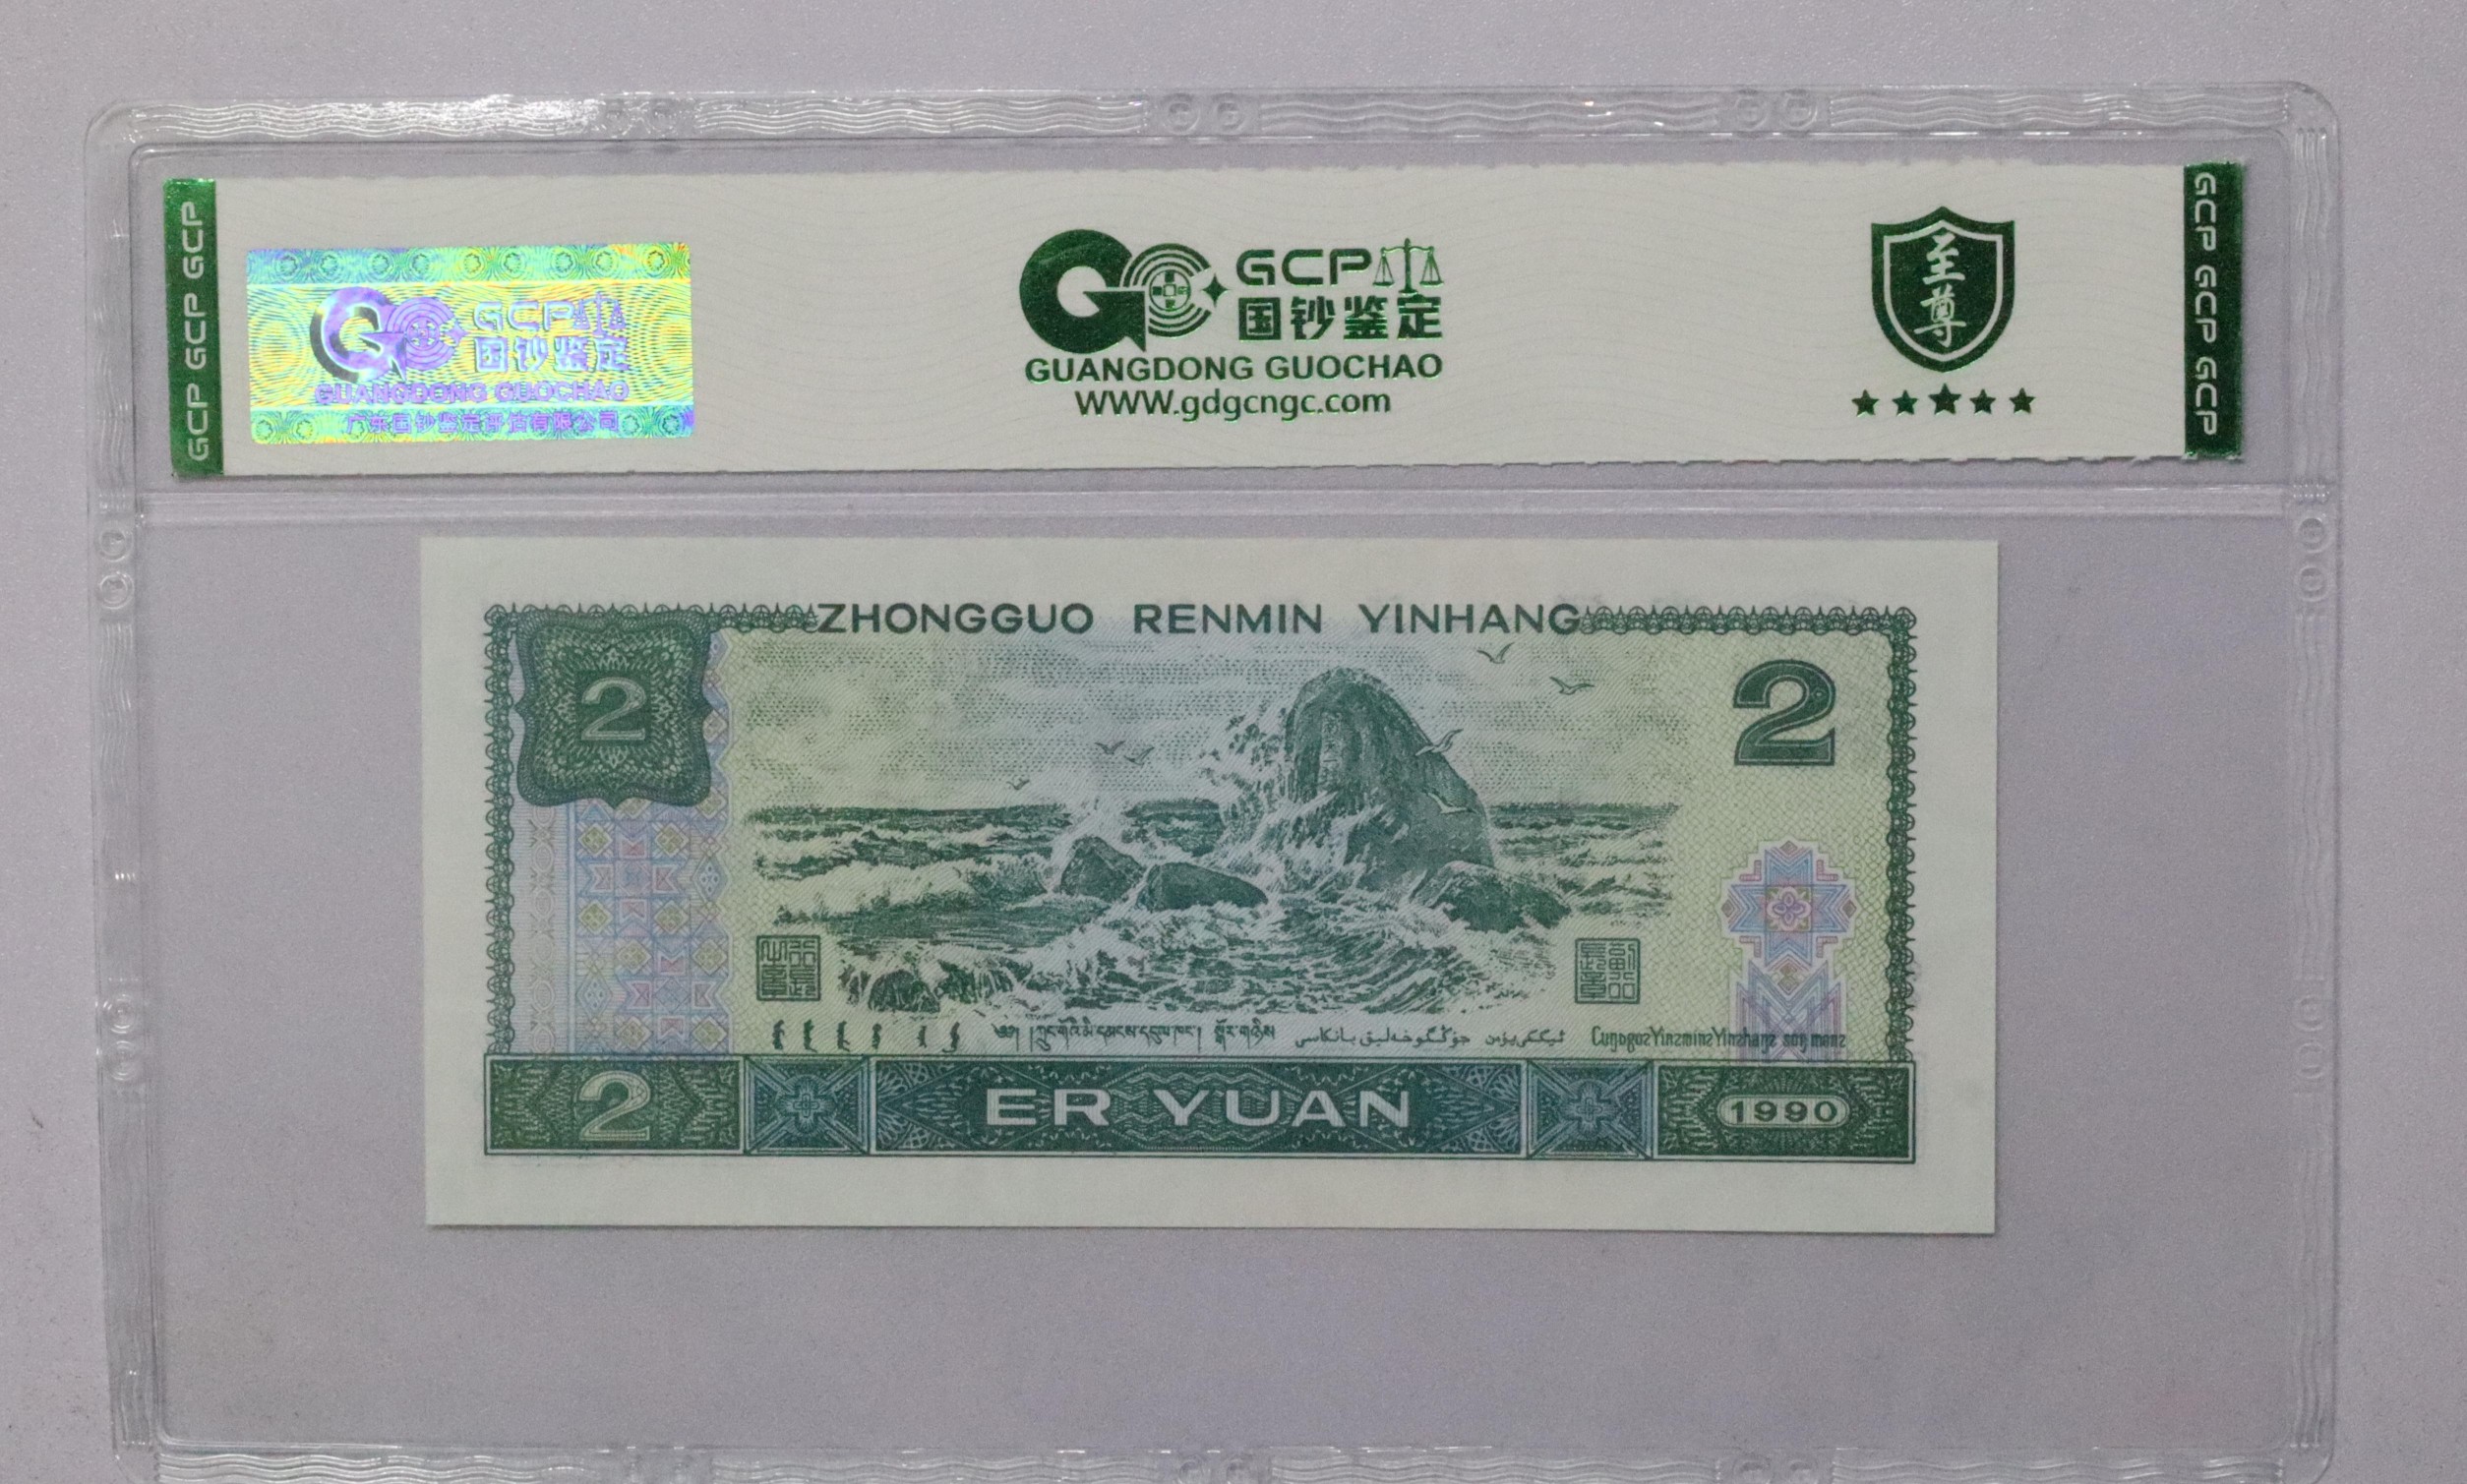 GCP GCP GCP
GCP
国钞鉴定
GUANGDONG GUOCHAO
广东国钞鉴定评估有限公司
GCP
国钞鉴定
GUANGDONG GUOCHAO
WWW.gdgcngc.com
至尊
GCP GCP GCP
ZHONGGUO RENMIN YINHANG
2
2
2
ER YUAN
1990